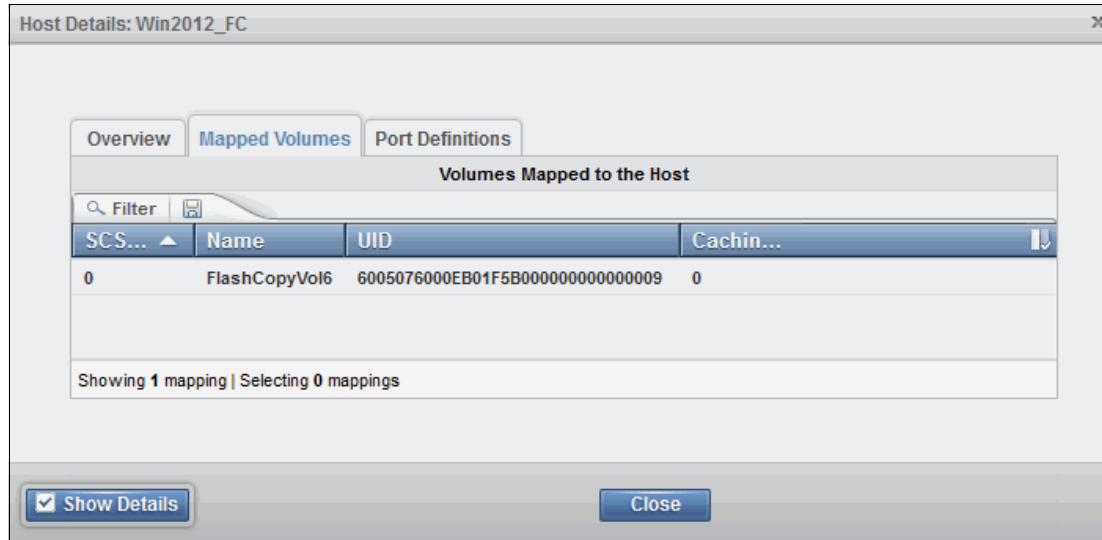 Host Details: Win2012_FC
Overview Mapped Volumes Port Definitions
Volumes Mapped to the Host
Filter
SCS... Name UID Cachin...
0 FlashCopyVol6 6005076000EB01F5B000000000000009 0
Showing 1 mapping | Selecting 0 mappings
Show Details Close